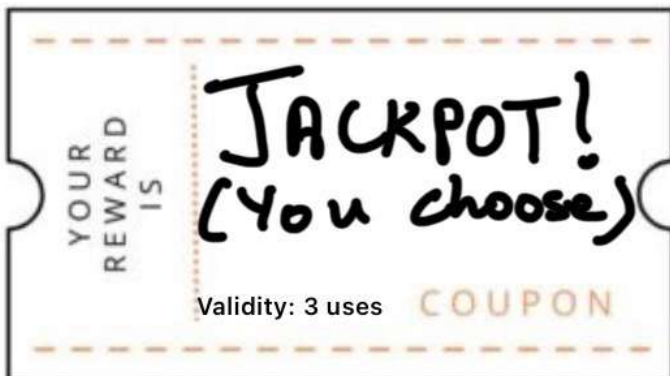 YOUR
REWARD
IS
JACKPOT!
(You choose)
Validity: 3 uses
COUPON